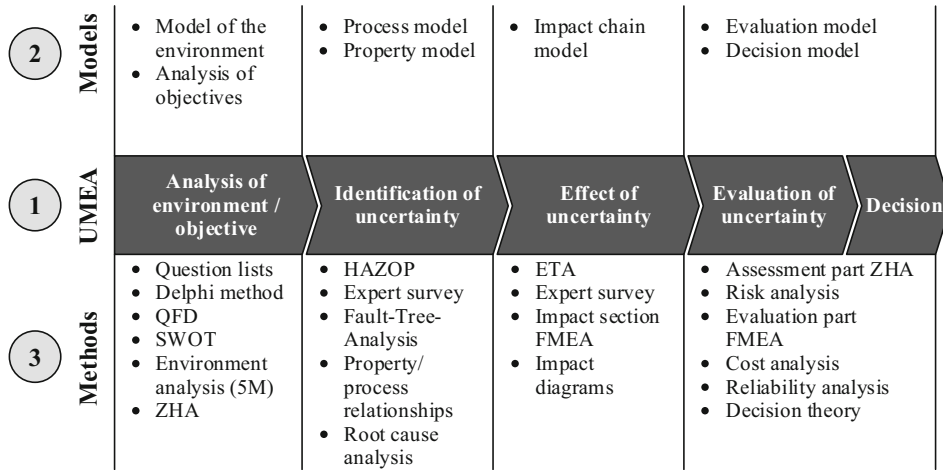 2
Models
• Model of the
environment
• Analysis of
objectives
• Process model
• Property model
• Impact chain
model
• Evaluation model
• Decision model
1
UMEA
Analysis of
environment /
objective
Identification of
uncertainty
Effect of
uncertainty
Evaluation of
uncertainty
Decision
3
Methods
• Question lists
• Delphi method
• QFD
• SWOT
• Environment
analysis (5M)
• ZHA
• HAZOP
• Expert survey
• Fault-Tree-
Analysis
• Property/
process
relationships
• Root cause
analysis
• ETA
• Expert survey
• Impact section
FMEA
• Impact
diagrams
• Assessment part ZHA
• Risk analysis
• Evaluation part
FMEA
• Cost analysis
• Reliability analysis
• Decision theory